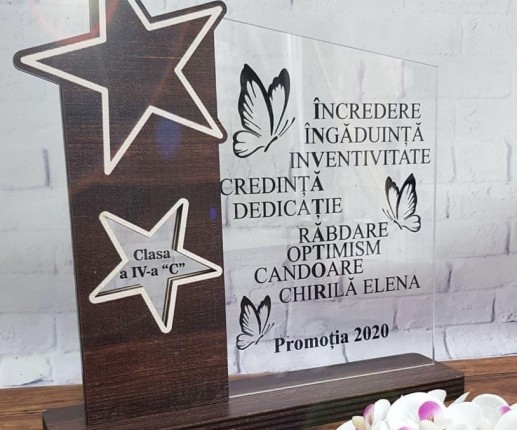 Clasa
a IV-a "C"
ÎNCREDERE
ÎNGĂDUINȚĂ
INVENTIVITATE
CREDINȚĂ
DEDICAȚIE
RĂBDARE
OPTIMISM
CANDOARE
CHIRILĂ ELENA
Promoția 2020